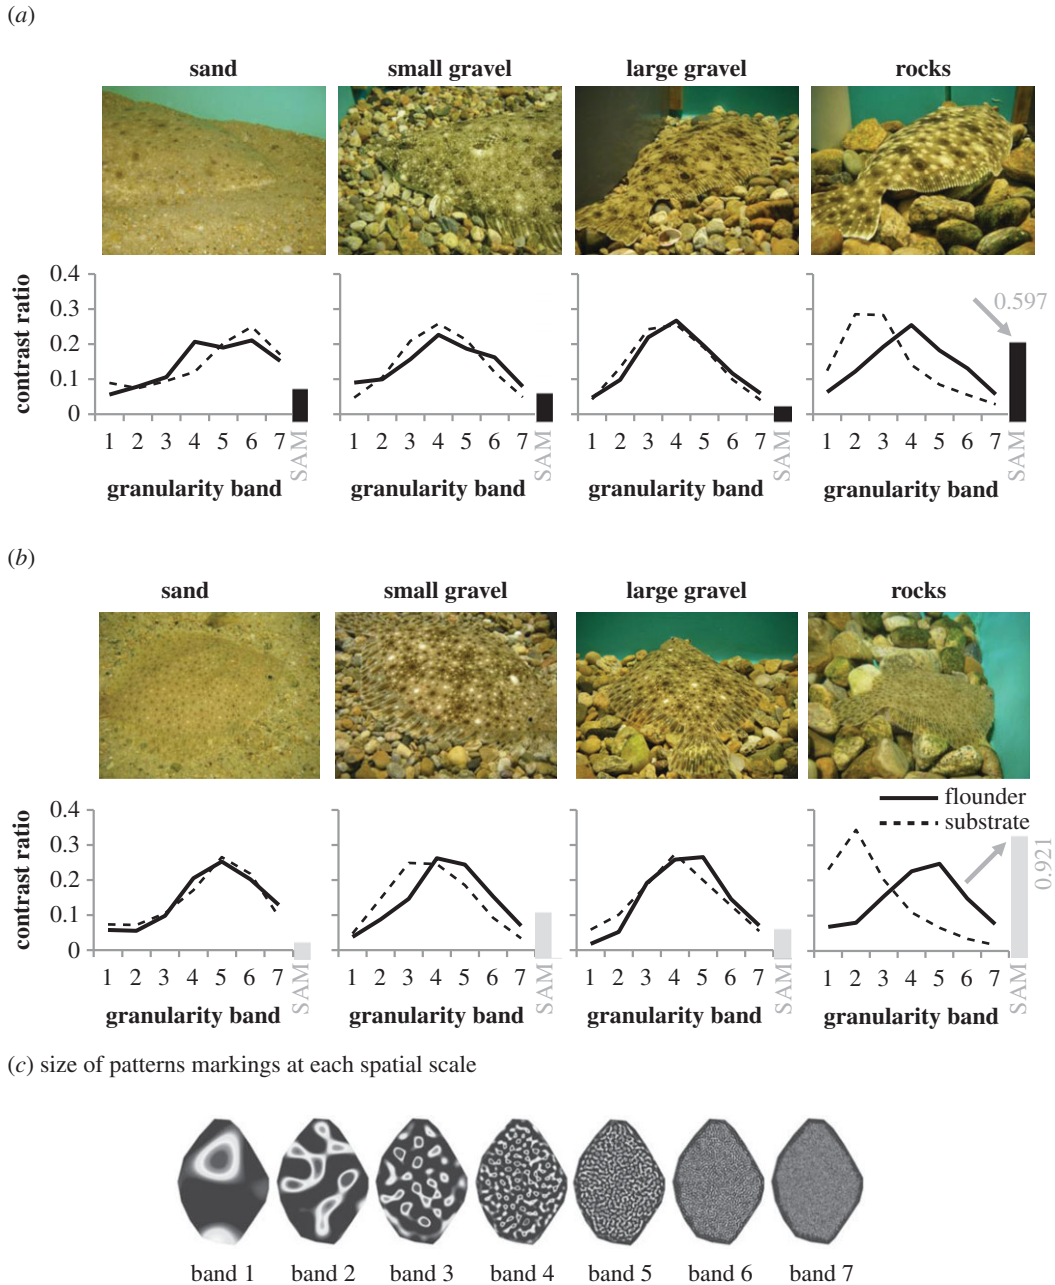 (a)
sand small gravel large gravel rocks
contrast ratio
0.4
0.3
0.2
0.1
0
0.597
1 2 3 4 5 6 7 SAM 1 2 3 4 5 6 7 SAM 1 2 3 4 5 6 7 SAM 1 2 3 4 5 6 7 SAM
granularity band granularity band granularity band granularity band
(b)
sand small gravel large gravel rocks
contrast ratio
0.4
0.3
0.2
0.1
0
flounder
substrate
0.921
1 2 3 4 5 6 7 SAM 1 2 3 4 5 6 7 SAM 1 2 3 4 5 6 7 SAM 1 2 3 4 5 6 7 SAM
granularity band granularity band granularity band granularity band
(c) size of patterns markings at each spatial scale
band 1 band 2 band 3 band 4 band 5 band 6 band 7